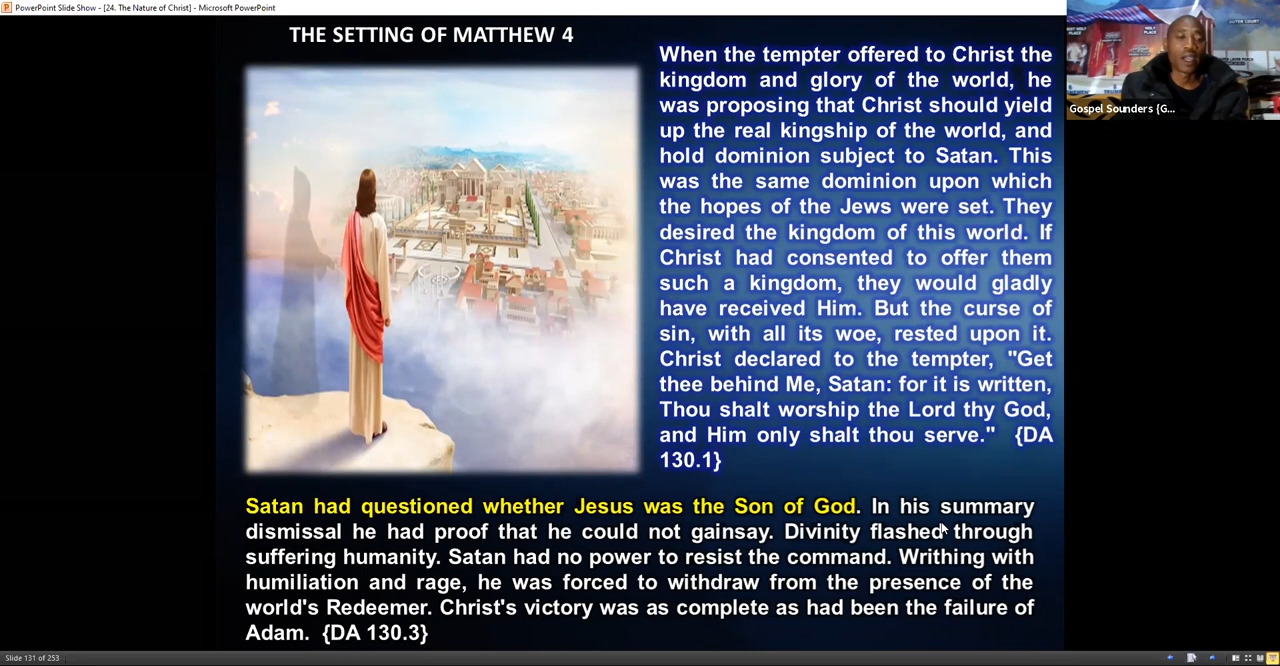 PowerPoint Slide Show - [24. The Nature of Christ] - Microsoft PowerPoint
THE SETTING OF MATTHEW 4
When the tempter offered to Christ the
kingdom and glory of the world, he
was proposing that Christ should yield
up the real kingship of the world, and
hold dominion subject to Satan. This
was the same dominion upon which
the hopes of the Jews were set. They
desired the kingdom of this world. If
Christ had consented to offer them
such a kingdom, they would gladly
have received Him. But the curse of
sin, with all its woe, rested upon it.
Christ declared to the tempter, "Get
thee behind Me, Satan: for it is written,
Thou shalt worship the Lord thy God,
and Him only shalt thou serve." {DA
130.1}
Satan had questioned whether Jesus was the Son of God. In his summary
dismissal he had proof that he could not gainsay. Divinity flashed through
suffering humanity. Satan had no power to resist the command. Writhing with
humiliation and rage, he was forced to withdraw from the presence of the
world's Redeemer. Christ's victory was as complete as had been the failure of
Adam. {DA 130.3}
OUTER COURT
HOLY
PLACE
Gospel Sounders {G...
Slide 131 of 253